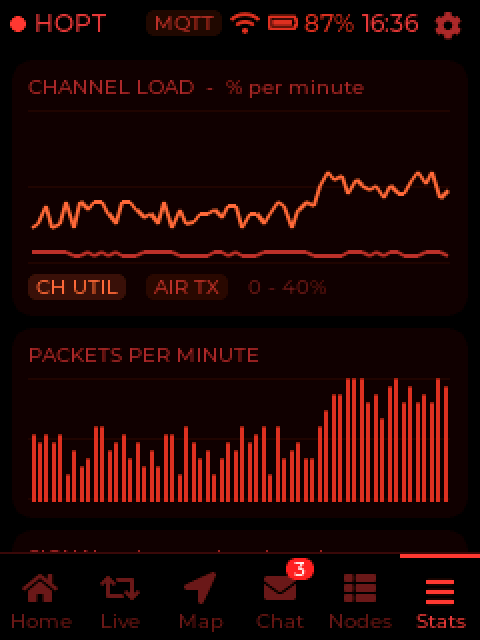 HOPT MQTT 87% 16:36
CHANNEL LOAD - % per minute
CH UTIL AIR TX 0 - 40%
PACKETS PER MINUTE
3
Home Live Map Chat Nodes Stats